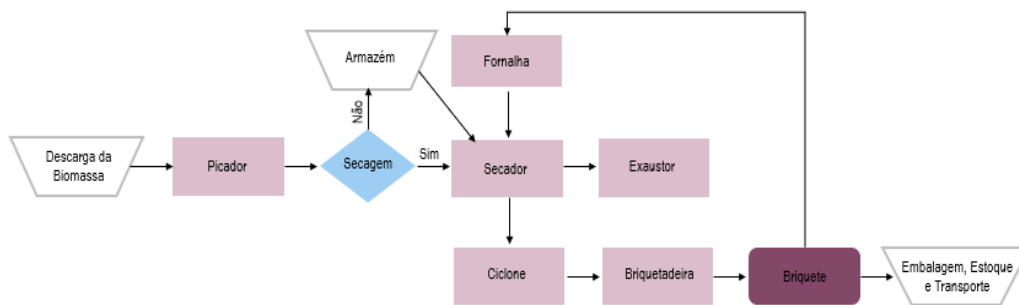 Armazém
Fornalha
Não
Descarga da
Biomassa
Picador
Secagem
Sim
Secador
Exaustor
Ciclone
Briquetadeira
Briquete
Embalagem, Estoque
e Transporte